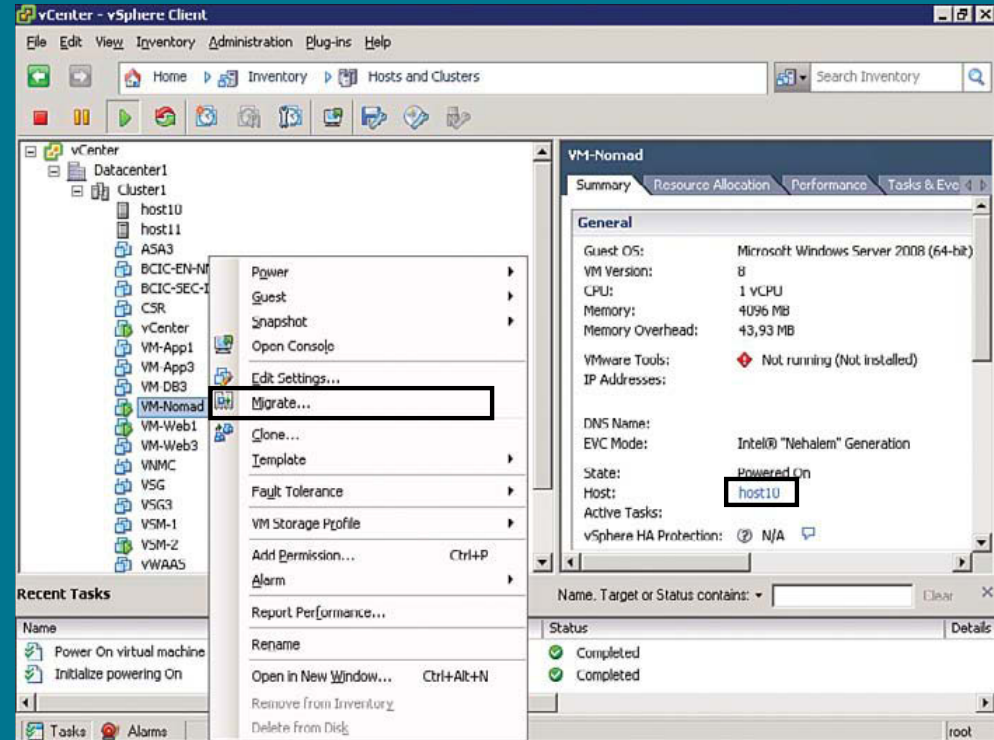 vCenter - vSphere Client
File Edit View Inventory Administration Plug-ins Help
Home Inventory Hosts and Clusters
Search Inventory
vCenter
Datacenter1
Cluster1
host10
host11
ASA3
BCIC-EN-N
BCIC-SEC-1
CSR
vCenter
VM-App1
VM-App3
VM-DB3
VM-Nomad
VM-Web1
VM-Web3
VNMC
VSG
VSG3
VSM-1
VSM-2
vWAAS
Power
Guest
Snapshot
Open Console
Edit Settings...
Migrate...
Clone...
Template
Fault Tolerance
VM Storage Profile
Add Permission... Ctrl+P
Alarm
Report Performance...
Rename
Open in New Window... Ctrl+Alt+N
Remove from Inventory
Delete from Disk
VM-Nomad
Summary Resource Allocation Performance Tasks & Eve
General
Guest OS: Microsoft Windows Server 2008 (64-bit)
VM Version: 8
CPU: 1 vCPU
Memory: 4096 MB
Memory Overhead: 43,93 MB
VMware Tools: Not running (Not installed)
IP Addresses:
DNS Name:
EVC Mode: Intel® "Nehalem" Generation
State: Powered On
Host: host10
Active Tasks:
vSphere HA Protection: N/A
Recent Tasks
Name, Target or Status contains: Clear
Name Status Details
Power On virtual machine Completed
Initialize powering On Completed
Tasks Alarms root